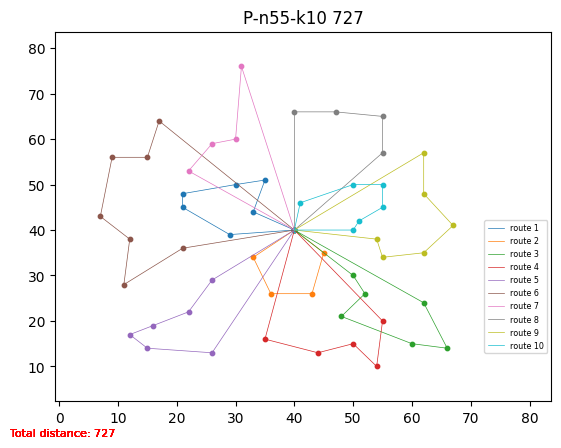 P-n55-k10 727
80
70
60
50
40
30
20
10
0 10 20 30 40 50 60 70 80
route 1
route 2
route 3
route 4
route 5
route 6
route 7
route 8
route 9
route 10
Total distance: 727